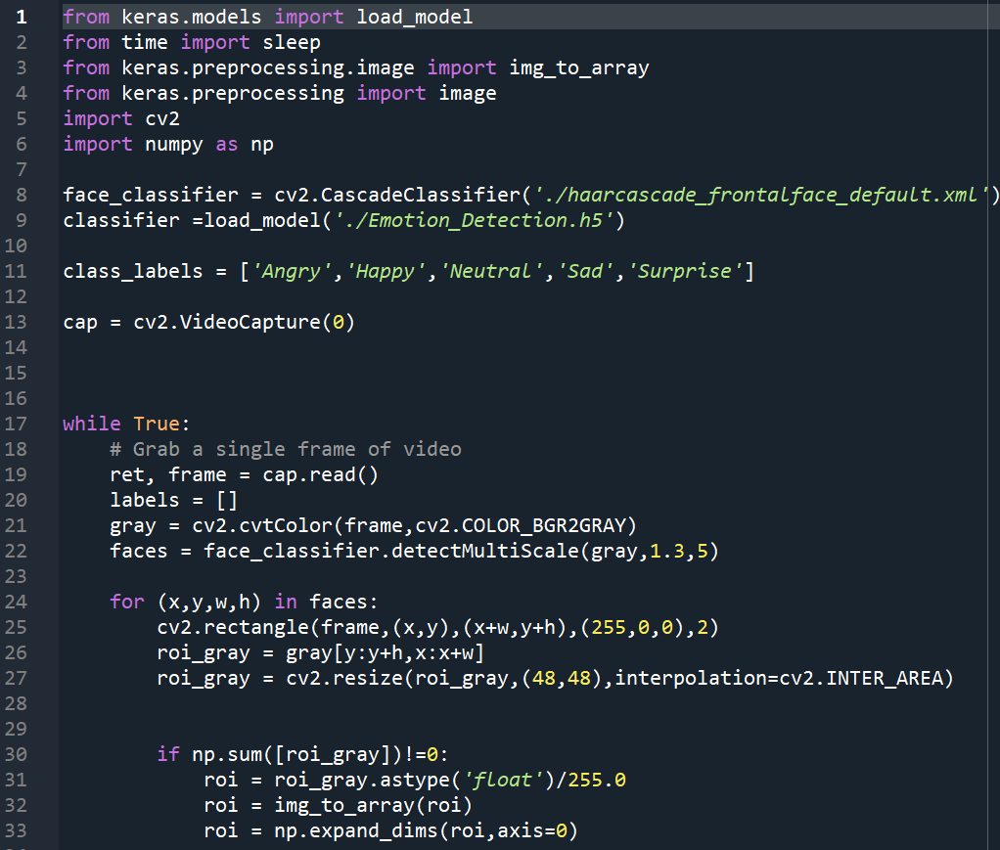 1 from keras.models import load_model
2 from time import sleep
3 from keras.preprocessing.image import img_to_array
4 from keras.preprocessing import image
5 import cv2
6 import numpy as np
7
8 face_classifier = cv2.CascadeClassifier('./haarcascade_frontalface_default.xml')
9 classifier =load_model('./Emotion_Detection.h5')
10
11 class_labels = ['Angry','Happy','Neutral','Sad','Surprise']
12
13 cap = cv2.VideoCapture(0)
14
15
16
17 while True:
18     # Grab a single frame of video
19     ret, frame = cap.read()
20     labels = []
21     gray = cv2.cvtColor(frame,cv2.COLOR_BGR2GRAY)
22     faces = face_classifier.detectMultiScale(gray,1.3,5)
23
24     for (x,y,w,h) in faces:
25         cv2.rectangle(frame,(x,y),(x+w,y+h),(255,0,0),2)
26         roi_gray = gray[y:y+h,x:x+w]
27         roi_gray = cv2.resize(roi_gray,(48,48),interpolation=cv2.INTER_AREA)
28
29
30         if np.sum([roi_gray])!=0:
31             roi = roi_gray.astype('float')/255.0
32             roi = img_to_array(roi)
33             roi = np.expand_dims(roi,axis=0)